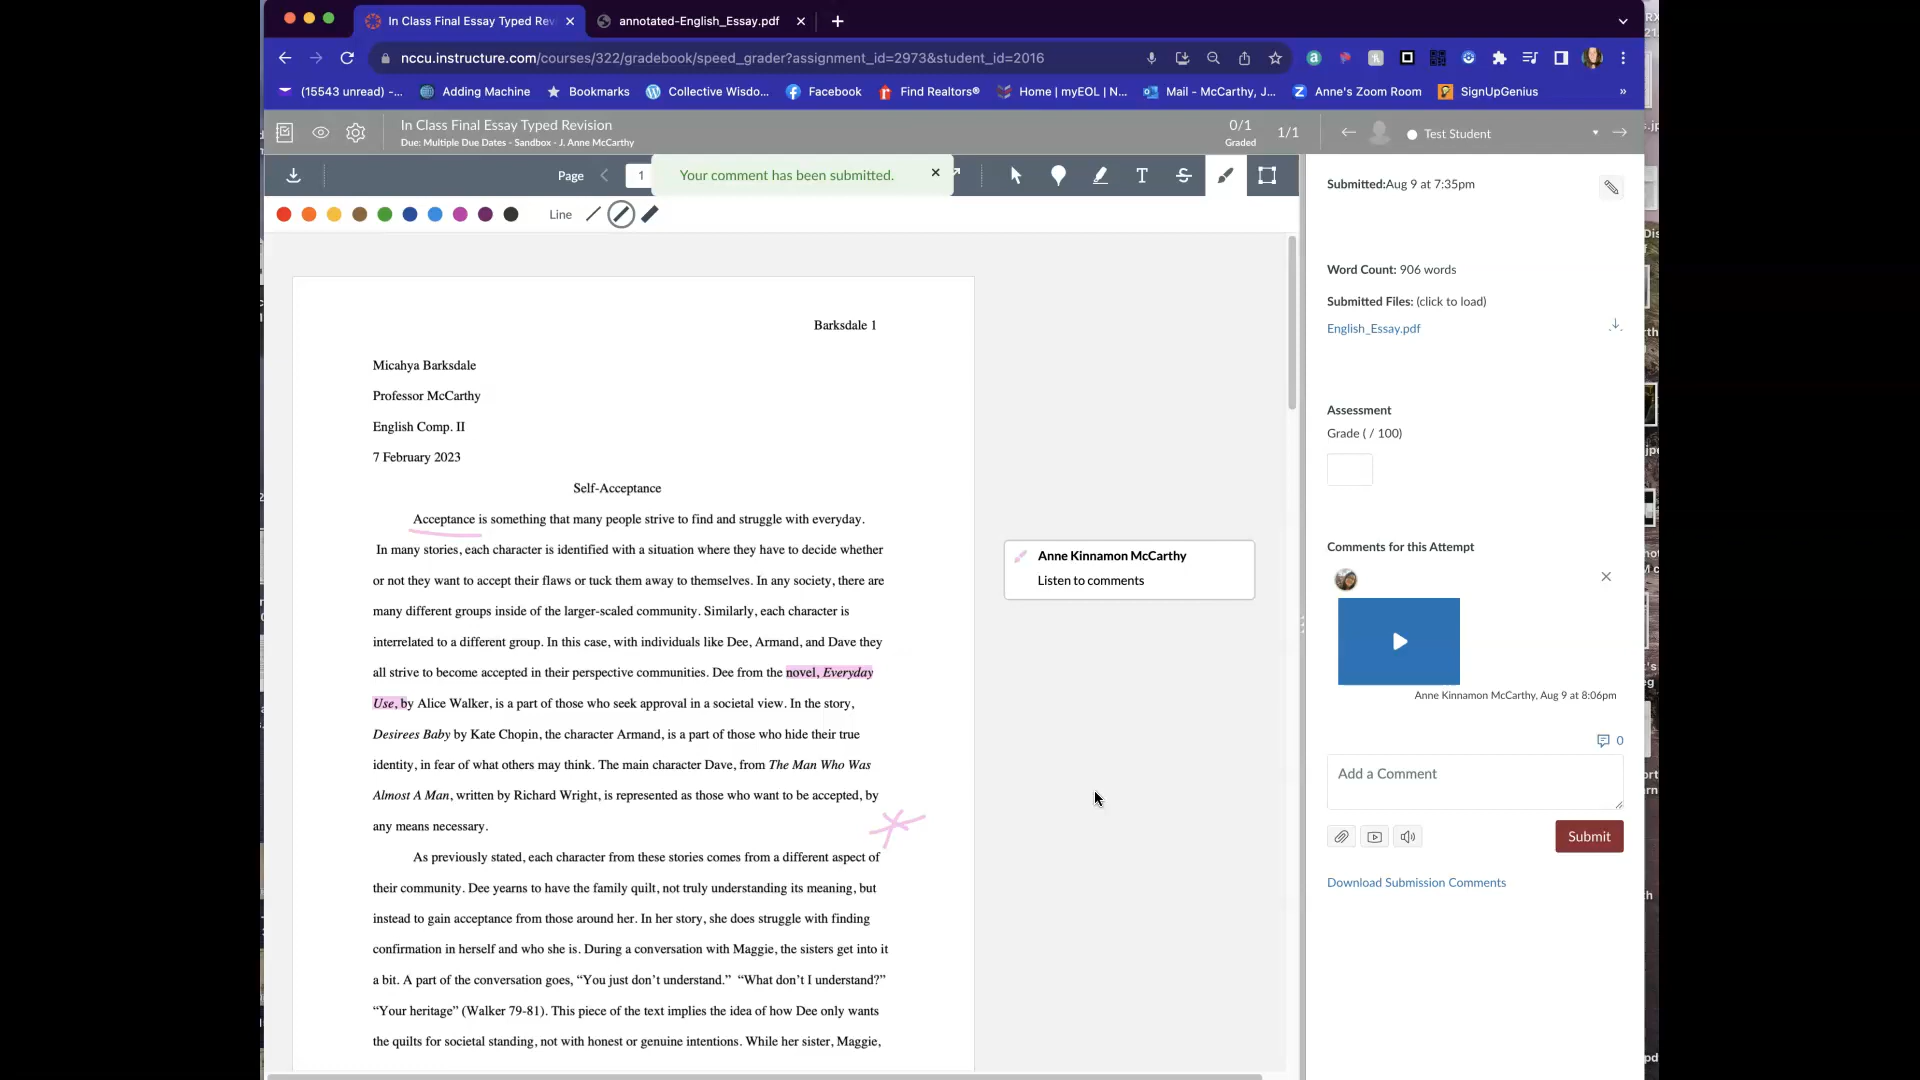 In Class Final Essay Typed Rev
annotated-English_Essay.pdf
nccu.instructure.com/courses/322/gradebook/speed_grader?assignment_id=2973&student_id=2016
(15543 unread) -...
Adding Machine
Bookmarks
Collective Wisdo...
Facebook
Find Realtors®
Home | myEOL | N...
Mail - McCarthy, J...
Anne's Zoom Room
SignUpGenius
»
In Class Final Essay Typed Revision
Due: Multiple Due Dates - Sandbox - J. Anne McCarthy
0/1
Graded
1/1
Test Student
Page
1
Your comment has been submitted.
Line
Barksdale 1
Micahya Barksdale
Professor McCarthy
English Comp. II
7 February 2023
Self-Acceptance
Acceptance is something that many people strive to find and struggle with everyday.
In many stories, each character is identified with a situation where they have to decide whether
or not they want to accept their flaws or tuck them away to themselves. In any society, there are
many different groups inside of the larger-scaled community. Similarly, each character is
interrelated to a different group. In this case, with individuals like Dee, Armand, and Dave they
all strive to become accepted in their perspective communities. Dee from the novel, Everyday
Use, by Alice Walker, is a part of those who seek approval in a societal view. In the story,
Desirees Baby by Kate Chopin, the character Armand, is a part of those who hide their true
identity, in fear of what others may think. The main character Dave, from The Man Who Was
Almost A Man, written by Richard Wright, is represented as those who want to be accepted, by
any means necessary.
As previously stated, each character from these stories comes from a different aspect of
their community. Dee yearns to have the family quilt, not truly understanding its meaning, but
instead to gain acceptance from those around her. In her story, she does struggle with finding
confirmation in herself and who she is. During a conversation with Maggie, the sisters get into it
a bit. A part of the conversation goes, “You just don’t understand.”  “What don’t I understand?”
“Your heritage” (Walker 79-81). This piece of the text implies the idea of how Dee only wants
the quilts for societal standing, not with honest or genuine intentions. While her sister, Maggie,
Anne Kinnamon McCarthy
Listen to comments
Submitted:Aug 9 at 7:35pm
Word Count: 906 words
Submitted Files: (click to load)
English_Essay.pdf
Assessment
Grade ( / 100)
Comments for this Attempt
Anne Kinnamon McCarthy, Aug 9 at 8:06pm
0
Add a Comment
Submit
Download Submission Comments